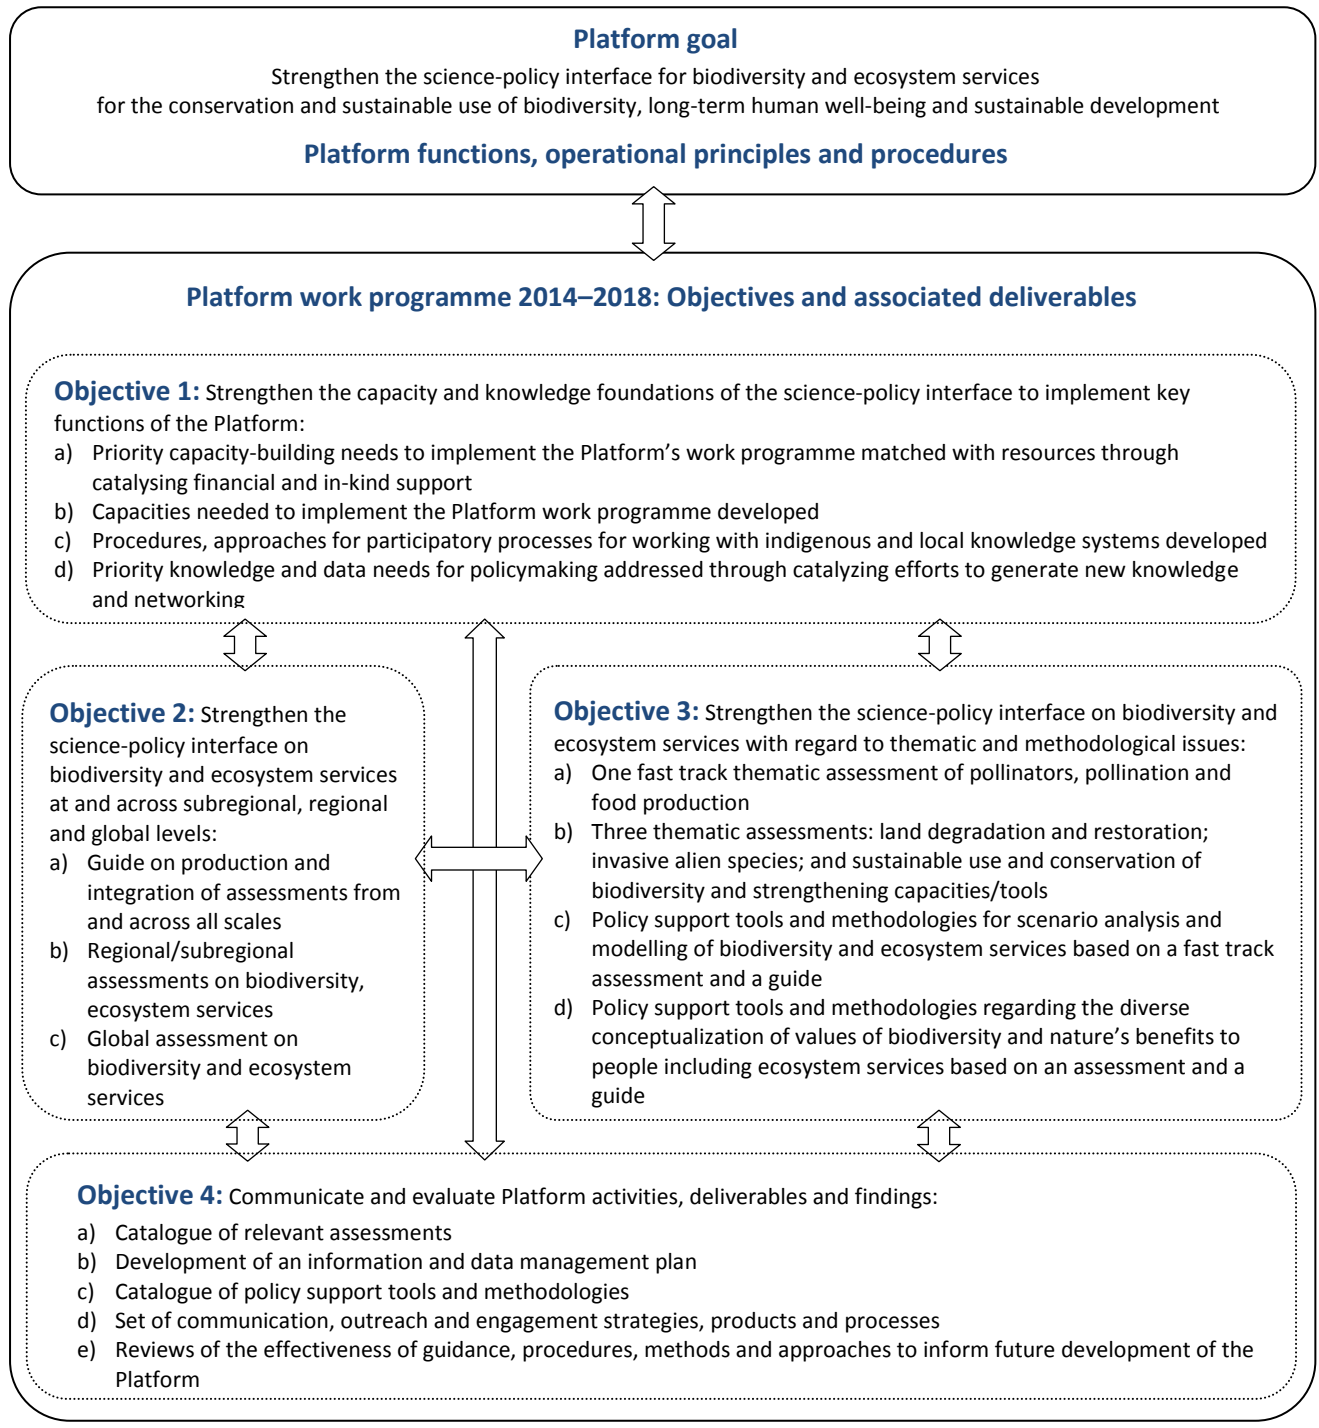 Platform goal
Strengthen the science-policy interface for biodiversity and ecosystem services
for the conservation and sustainable use of biodiversity, long-term human well-being and sustainable development
Platform functions, operational principles and procedures
Platform work programme 2014–2018: Objectives and associated deliverables
Objective 1: Strengthen the capacity and knowledge foundations of the science-policy interface to implement key
functions of the Platform:
a) Priority capacity-building needs to implement the Platform's work programme matched with resources through
catalysing financial and in-kind support
b) Capacities needed to implement the Platform work programme developed
c) Procedures, approaches for participatory processes for working with indigenous and local knowledge systems developed
d) Priority knowledge and data needs for policymaking addressed through catalyzing efforts to generate new knowledge
and networking
Objective 2: Strengthen the
science-policy interface on
biodiversity and ecosystem services
at and across subregional, regional
and global levels:
a) Guide on production and
integration of assessments from
and across all scales
b) Regional/subregional
assessments on biodiversity,
ecosystem services
c) Global assessment on
biodiversity and ecosystem
services
Objective 3: Strengthen the science-policy interface on biodiversity and
ecosystem services with regard to thematic and methodological issues:
a) One fast track thematic assessment of pollinators, pollination and
food production
b) Three thematic assessments: land degradation and restoration;
invasive alien species; and sustainable use and conservation of
biodiversity and strengthening capacities/tools
c) Policy support tools and methodologies for scenario analysis and
modelling of biodiversity and ecosystem services based on a fast track
assessment and a guide
d) Policy support tools and methodologies regarding the diverse
conceptualization of values of biodiversity and nature's benefits to
people including ecosystem services based on an assessment and a
guide
Objective 4: Communicate and evaluate Platform activities, deliverables and findings:
a) Catalogue of relevant assessments
b) Development of an information and data management plan
c) Catalogue of policy support tools and methodologies
d) Set of communication, outreach and engagement strategies, products and processes
e) Reviews of the effectiveness of guidance, procedures, methods and approaches to inform future development of the
Platform